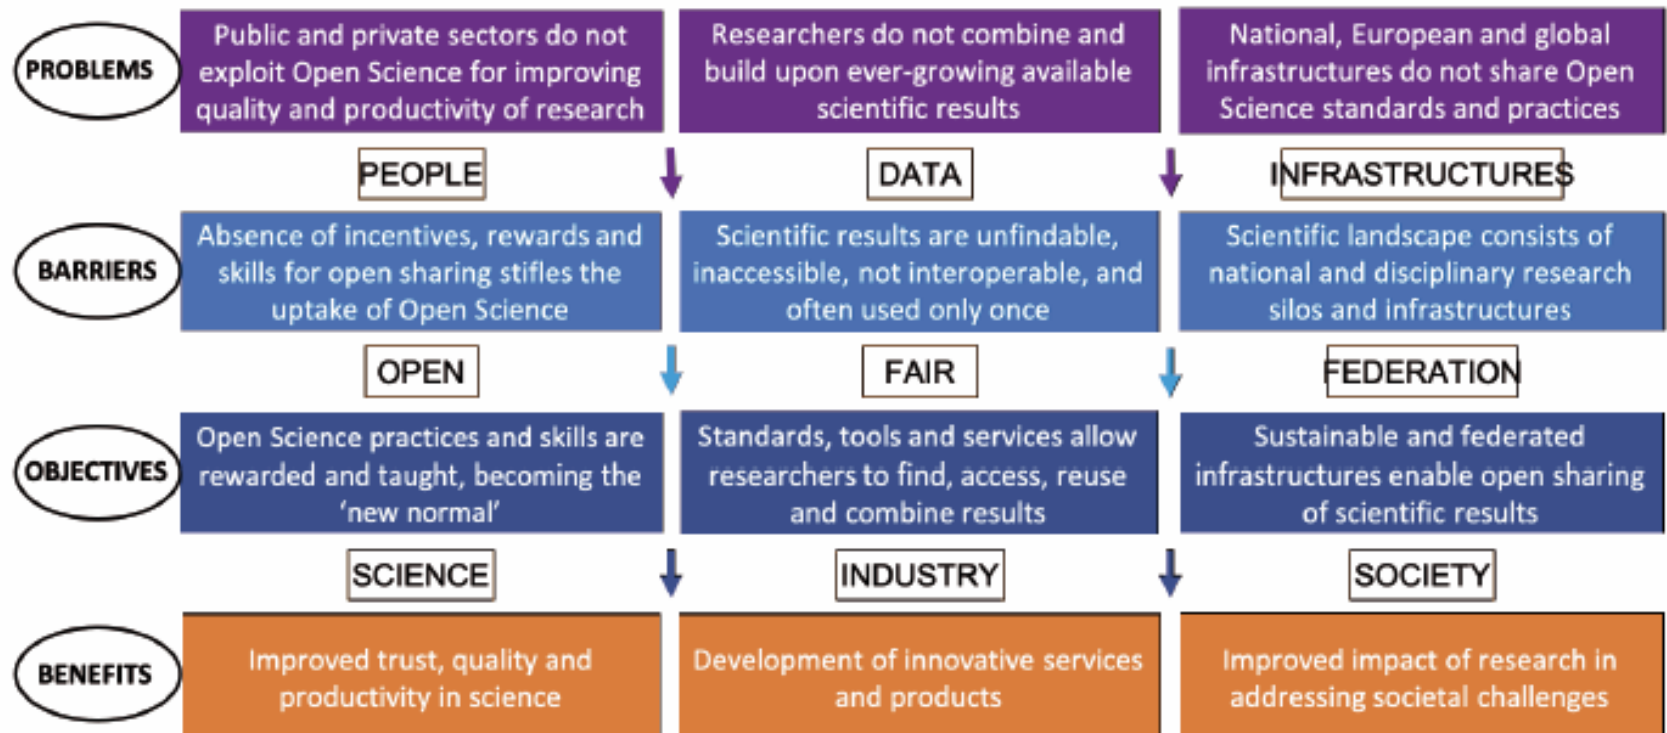 PROBLEMS
Public and private sectors do not
exploit Open Science for improving
quality and productivity of research
Researchers do not combine and
build upon ever-growing available
scientific results
National, European and global
infrastructures do not share Open
Science standards and practices
PEOPLE
DATA
INFRASTRUCTURES
BARRIERS
Absence of incentives, rewards and
skills for open sharing stifles the
uptake of Open Science
Scientific results are unfindable,
inaccessible, not interoperable, and
often used only once
Scientific landscape consists of
national and disciplinary research
silos and infrastructures
OPEN
FAIR
FEDERATION
OBJECTIVES
Open Science practices and skills are
rewarded and taught, becoming the
‘new normal’
Standards, tools and services allow
researchers to find, access, reuse
and combine results
Sustainable and federated
infrastructures enable open sharing
of scientific results
SCIENCE
INDUSTRY
SOCIETY
BENEFITS
Improved trust, quality and
productivity in science
Development of innovative services
and products
Improved impact of research in
addressing societal challenges